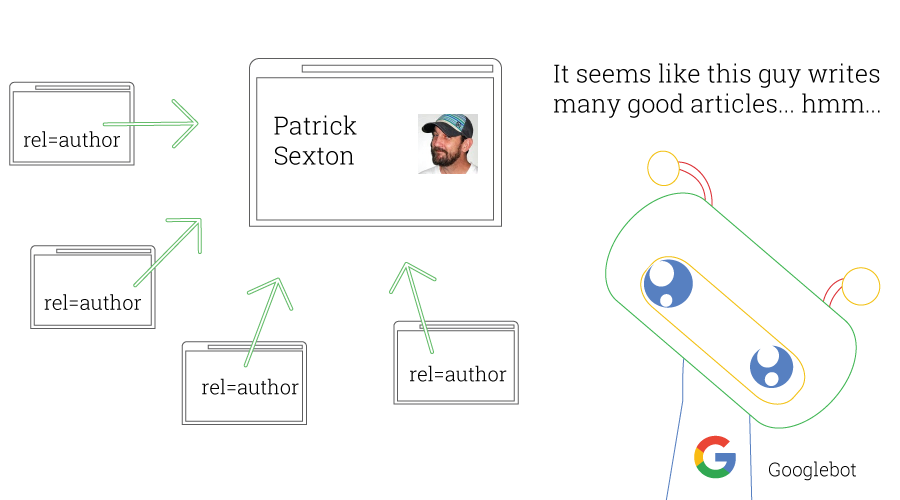 It seems like this guy writes
many good articles... hmm...
Patrick
Sexton
rel=author
rel=author
rel=author
rel=author
G
Googlebot